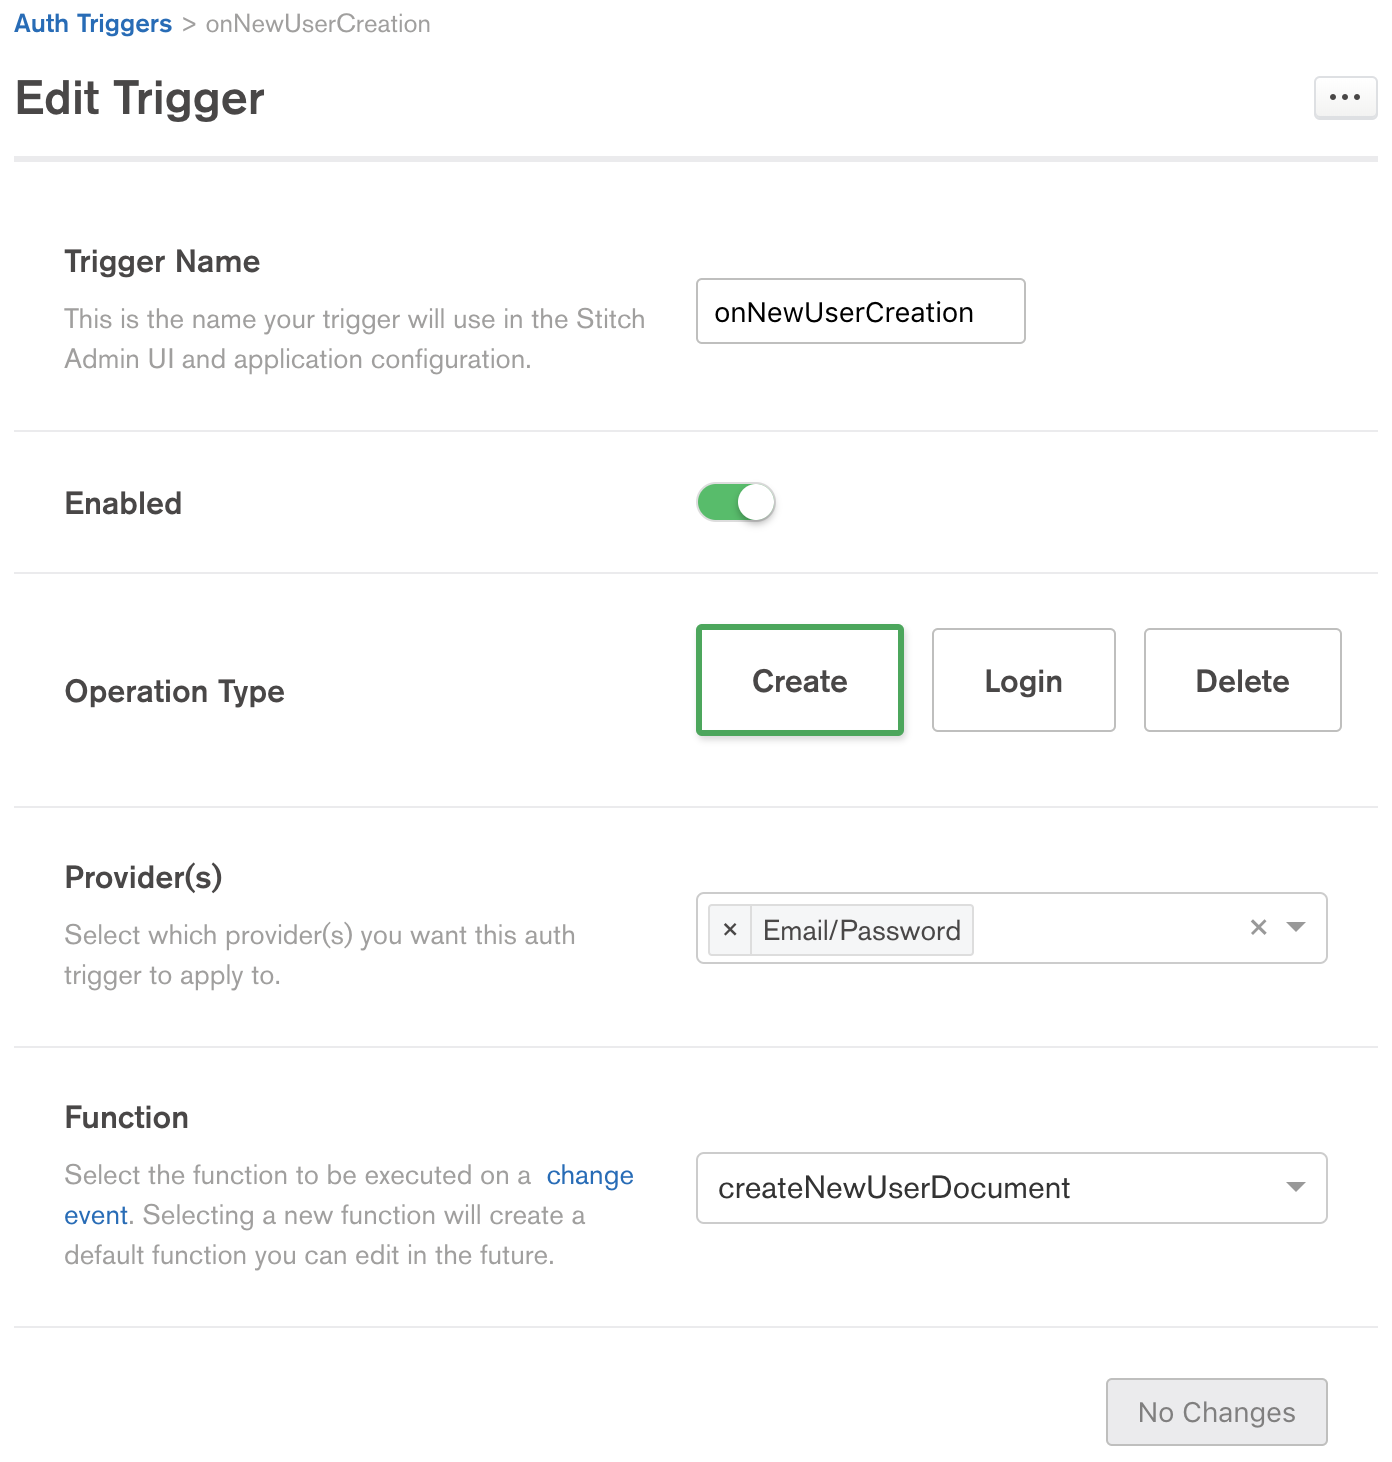 Auth Triggers > onNewUserCreation
Edit Trigger
Trigger Name
This is the name your trigger will use in the Stitch
Admin UI and application configuration.
onNewUserCreation
Enabled
Operation Type
Create
Login
Delete
Provider(s)
Select which provider(s) you want this auth
trigger to apply to.
× Email/Password
Function
Select the function to be executed on a change
event. Selecting a new function will create a
default function you can edit in the future.
createNewUserDocument
No Changes